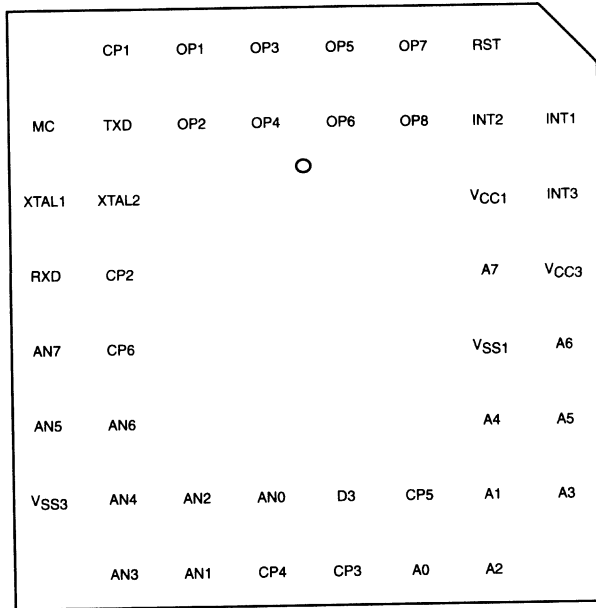 CP1 OP1 OP3 OP5 OP7 RST
MC TXD OP2 OP4 OP6 OP8 INT2 INT1
XTAL1 XTAL2 VCC1 INT3
RXD CP2 A7 VCC3
AN7 CP6 VSS1 A6
AN5 AN6 A4 A5
VSS3 AN4 AN2 AN0 D3 CP5 A1 A3
AN3 AN1 CP4 CP3 A0 A2